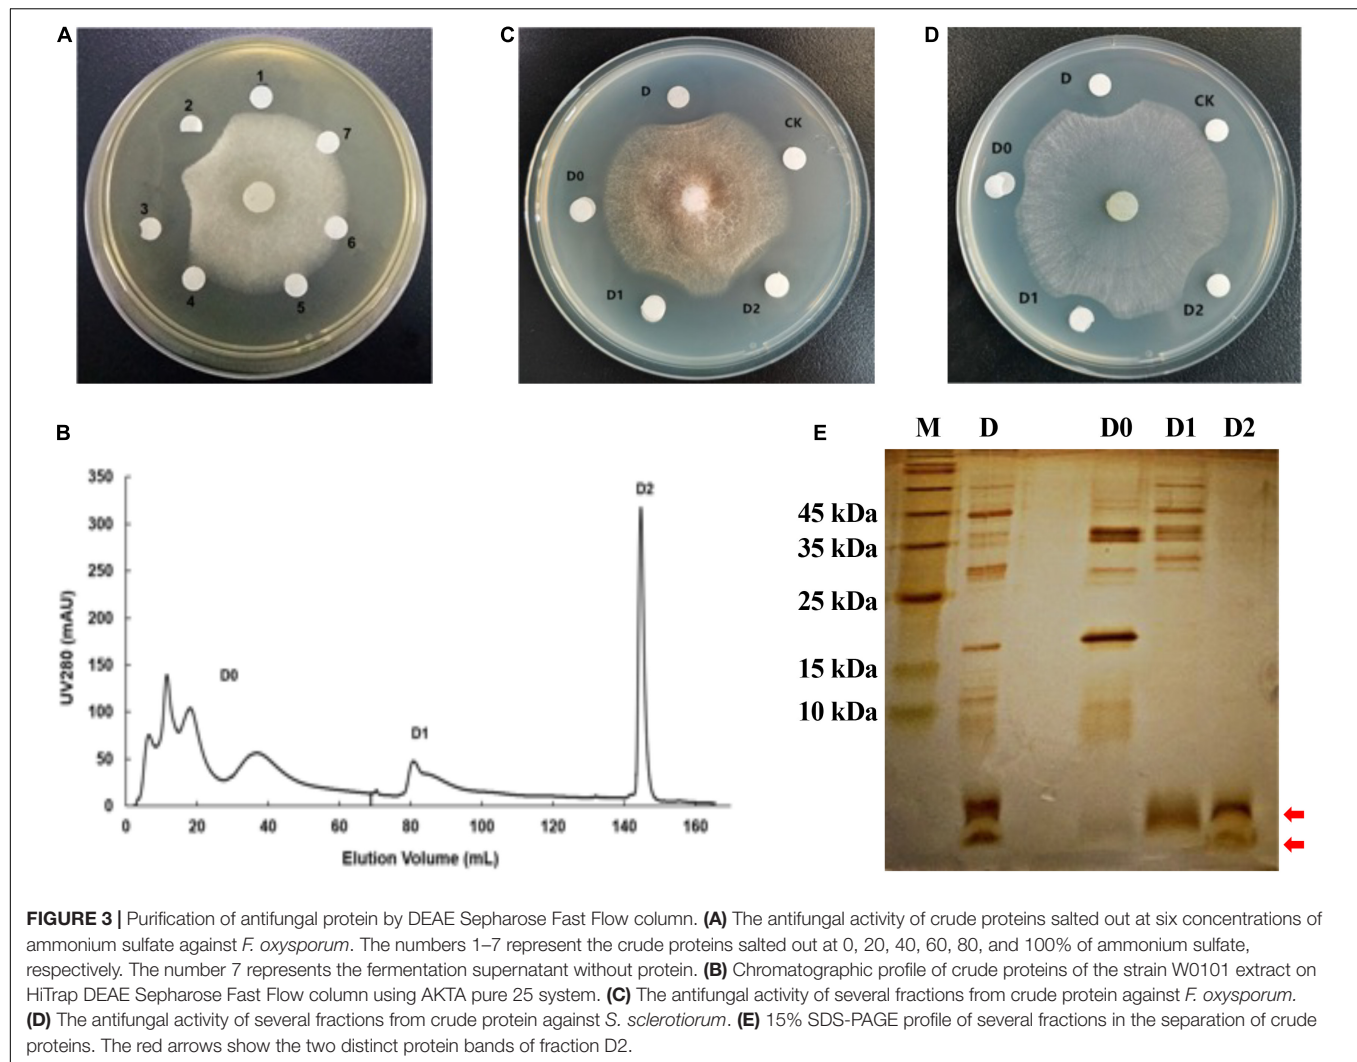 A
1
2
7
3
6
4
5
C
D
CK
D0
D1
D2
D
D
CK
D0
D1
D2
B
350
300
250
200
150
100
50
0
UV280 (mAU)
D0
D1
D2
0 20 40 60 80 100 120 140 160
Elution Volume (mL)
E
M D D0 D1 D2
45 kDa
35 kDa
25 kDa
15 kDa
10 kDa
FIGURE 3 | Purification of antifungal protein by DEAE Sepharose Fast Flow column. (A) The antifungal activity of crude proteins salted out at six concentrations of
ammonium sulfate against F. oxysporum. The numbers 1–7 represent the crude proteins salted out at 0, 20, 40, 60, 80, and 100% of ammonium sulfate,
respectively. The number 7 represents the fermentation supernatant without protein. (B) Chromatographic profile of crude proteins of the strain W0101 extract on
HiTrap DEAE Sepharose Fast Flow column using AKTA pure 25 system. (C) The antifungal activity of several fractions from crude protein against F. oxysporum.
(D) The antifungal activity of several fractions from crude protein against S. sclerotiorum. (E) 15% SDS-PAGE profile of several fractions in the separation of crude
proteins. The red arrows show the two distinct protein bands of fraction D2.